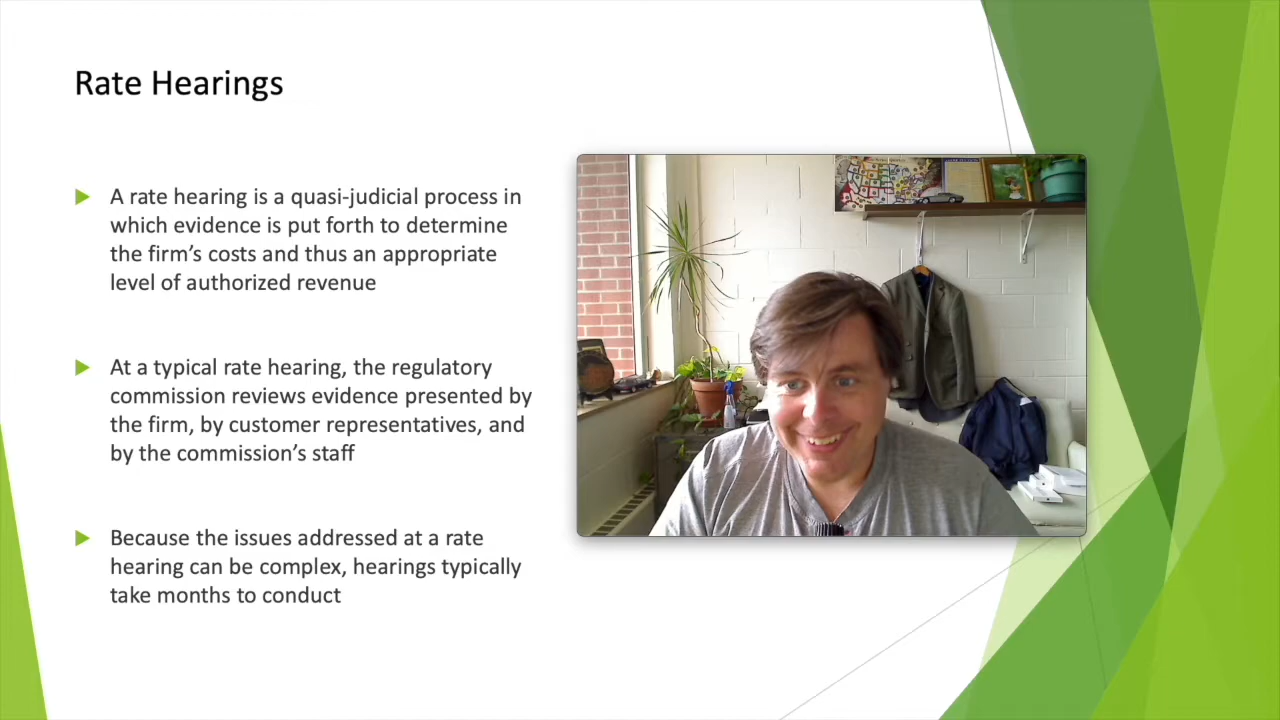 Rate Hearings
A rate hearing is a quasi-judicial process in
which evidence is put forth to determine
the firm's costs and thus an appropriate
level of authorized revenue
At a typical rate hearing, the regulatory
commission reviews evidence presented by
the firm, by customer representatives, and
by the commission's staff
Because the issues addressed at a rate
hearing can be complex, hearings typically
take months to conduct